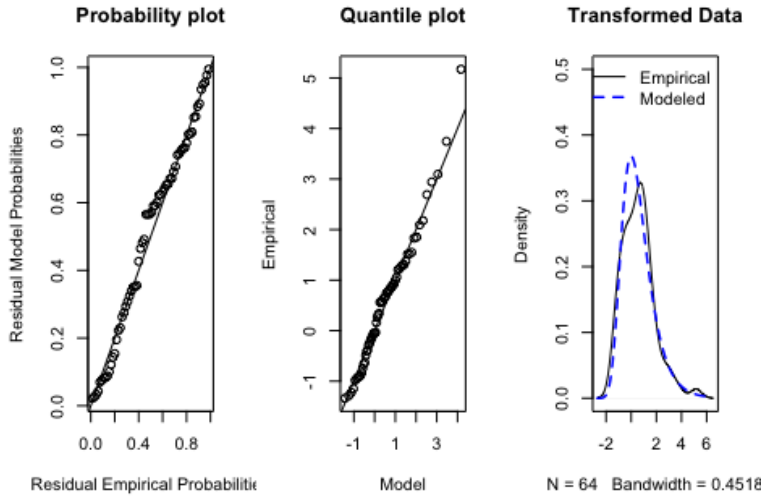 Probability plot
Residual Model Probabilities
0.0 0.2 0.4 0.6 0.8 1.0
0.0 0.4 0.8
Residual Empirical Probabilitie
Quantile plot
Empirical
-1 0 1 2 3 4 5
-1 1 3
Model
Transformed Data
Density
0.0 0.1 0.2 0.3 0.4 0.5
Empirical
Modeled
-2 2 4 6
N = 64 Bandwidth = 0.4518